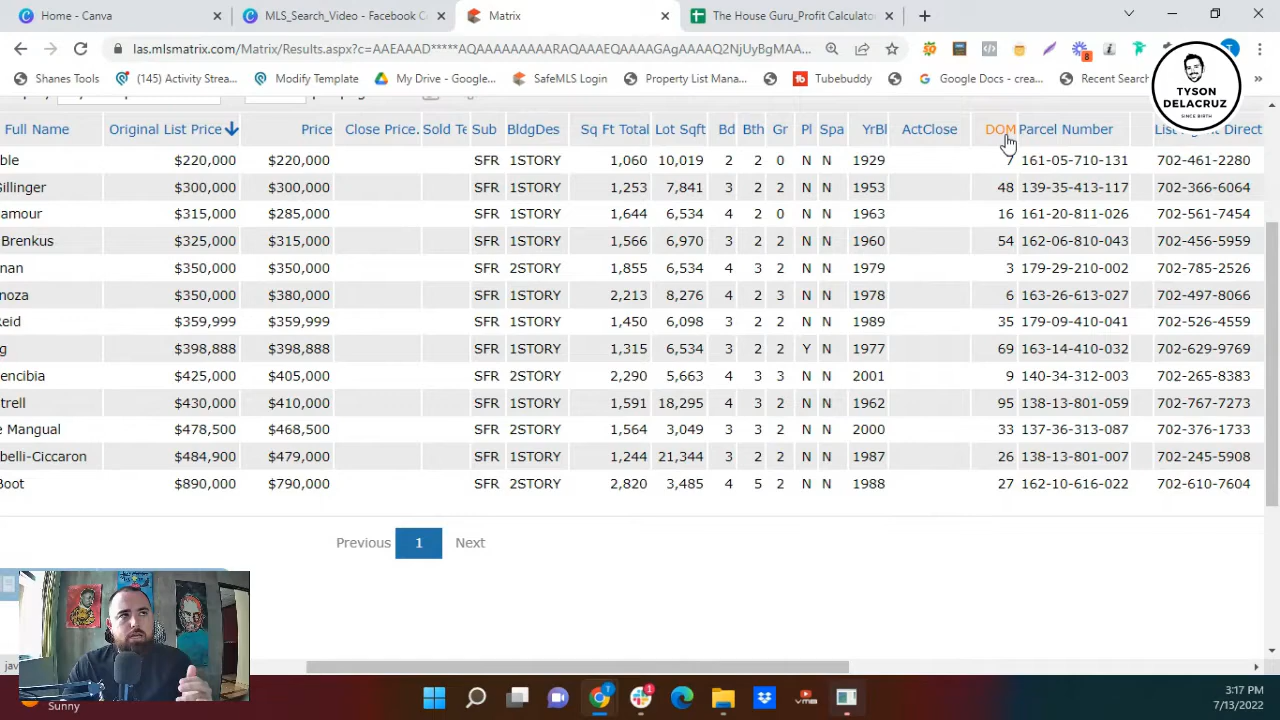 Home - Canva
MLS_Search_Video - Facebook C
Matrix
The House Guru_Profit Calculator
las.mlsmatrix.com/Matrix/Results.aspx?c=AAEAAAD*****AQAAAAAAAAARAQAAAEQAAAAGAgAAAAQ2NjUyBgMAA...
8
Shanes Tools
(145) Activity Strea...
Modify Template
My Drive - Google...
SafeMLS Login
Property List Mana...
Tubebuddy
Google Docs - crea...
Recent Search
TYSON
DELACRUZ
SINCE BIRTH
Full Name Original List Price Price Close Price. Sold Te Sub BldgDes Sq Ft Total Lot Sqft Bd Bth Gr Pl Spa YrBl ActClose DOM Parcel Number List Agent Direct
ble $220,000 $220,000 SFR 1STORY 1,060 10,019 2 2 0 N N 1929 7 161-05-710-131 702-461-2280
Gillinger $300,000 $300,000 SFR 1STORY 1,253 7,841 3 2 2 N N 1953 48 139-35-413-117 702-366-6064
amour $315,000 $285,000 SFR 1STORY 1,644 6,534 4 2 0 N N 1963 16 161-20-811-026 702-561-7454
Brenkus $325,000 $315,000 SFR 1STORY 1,566 6,970 3 2 2 N N 1960 54 162-06-810-043 702-456-5959
nan $350,000 $350,000 SFR 2STORY 1,855 6,534 4 3 2 N N 1979 3 179-29-210-002 702-785-2526
noza $350,000 $380,000 SFR 1STORY 2,213 8,276 4 2 3 N N 1978 6 163-26-613-027 702-497-8066
Reid $359,999 $359,999 SFR 1STORY 1,450 6,098 3 2 2 N N 1989 35 179-09-410-041 702-526-4559
g $398,888 $398,888 SFR 1STORY 1,315 6,534 3 2 2 Y N 1977 69 163-14-410-032 702-629-9769
encibia $425,000 $405,000 SFR 2STORY 2,290 5,663 4 3 3 N N 2001 9 140-34-312-003 702-265-8383
trell $430,000 $410,000 SFR 1STORY 1,591 18,295 4 2 2 N N 1962 95 138-13-801-059 702-767-7273
e Mangual $478,500 $468,500 SFR 2STORY 1,564 3,049 3 3 2 N N 2000 33 137-36-313-087 702-376-1733
belli-Ciccaron $484,900 $479,000 SFR 1STORY 1,244 21,344 3 2 2 N N 1987 26 138-13-801-007 702-245-5908
Boot $890,000 $790,000 SFR 2STORY 2,820 3,485 4 5 2 N N 1988 27 162-10-616-022 702-610-7604
Previous 1 Next
jav
Sunny
1
3:17 PM
7/13/2022